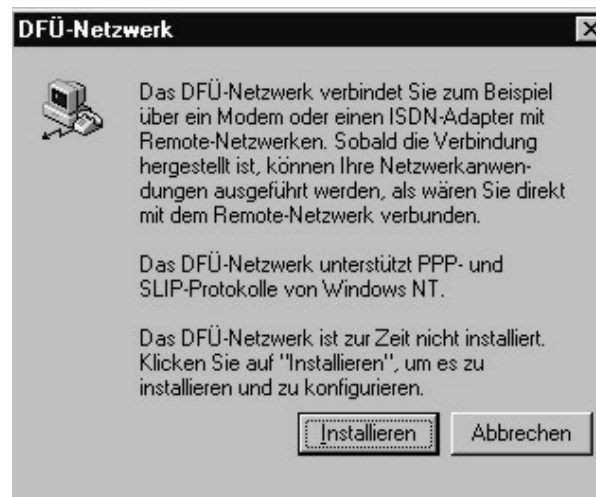 DFÜ-Netzwerk
Das DFÜ-Netzwerk verbindet Sie zum Beispiel
über ein Modem oder einen ISDN-Adapter mit
Remote-Netzwerken. Sobald die Verbindung
hergestellt ist, können Ihre Netzwerkanwen-
dungen ausgeführt werden, als wären Sie direkt
mit dem Remote-Netzwerk verbunden.
Das DFÜ-Netzwerk unterstützt PPP- und
SLIP-Protokolle von Windows NT.
Das DFÜ-Netzwerk ist zur Zeit nicht installiert.
Klicken Sie auf "Installieren", um es zu
installieren und zu konfigurieren.
Installieren Abbrechen